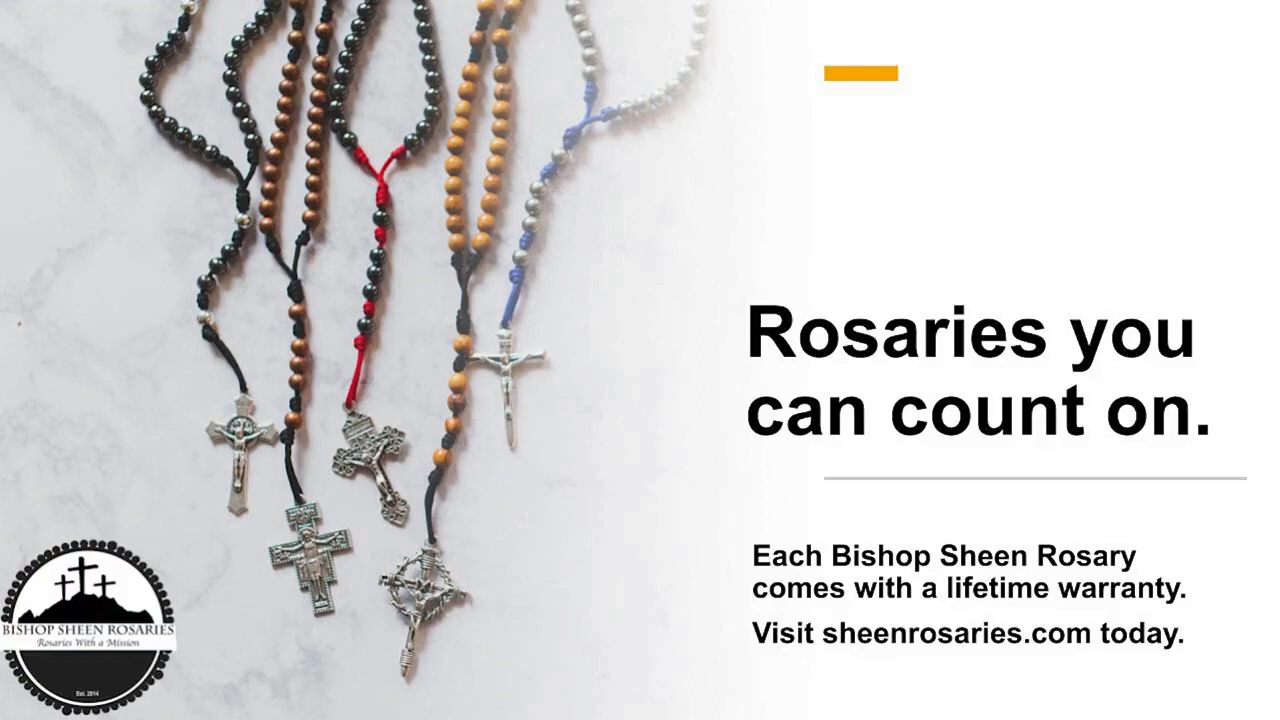 Rosaries you
can count on.
Each Bishop Sheen Rosary
comes with a lifetime warranty.
Visit sheenrosaries.com today.
BISHOP SHEEN ROSARIES
Rosaries With a Mission
Est. 2014